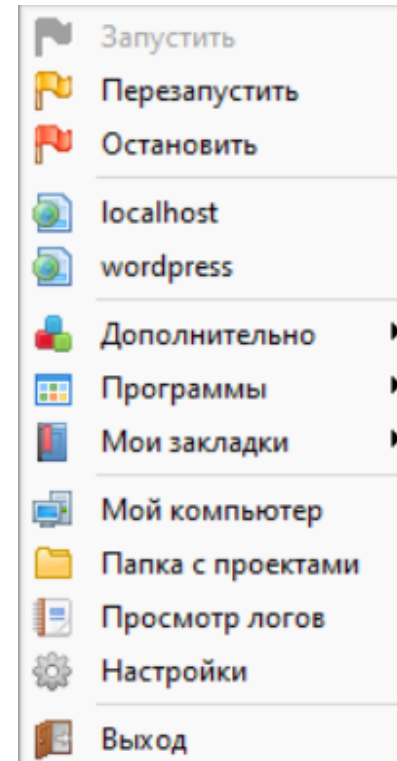 Запустить
Перезапустить
Остановить
localhost
wordpress
Дополнительно
Программы
Мои закладки
Мой компьютер
Папка с проектами
Просмотр логов
Настройки
Выход